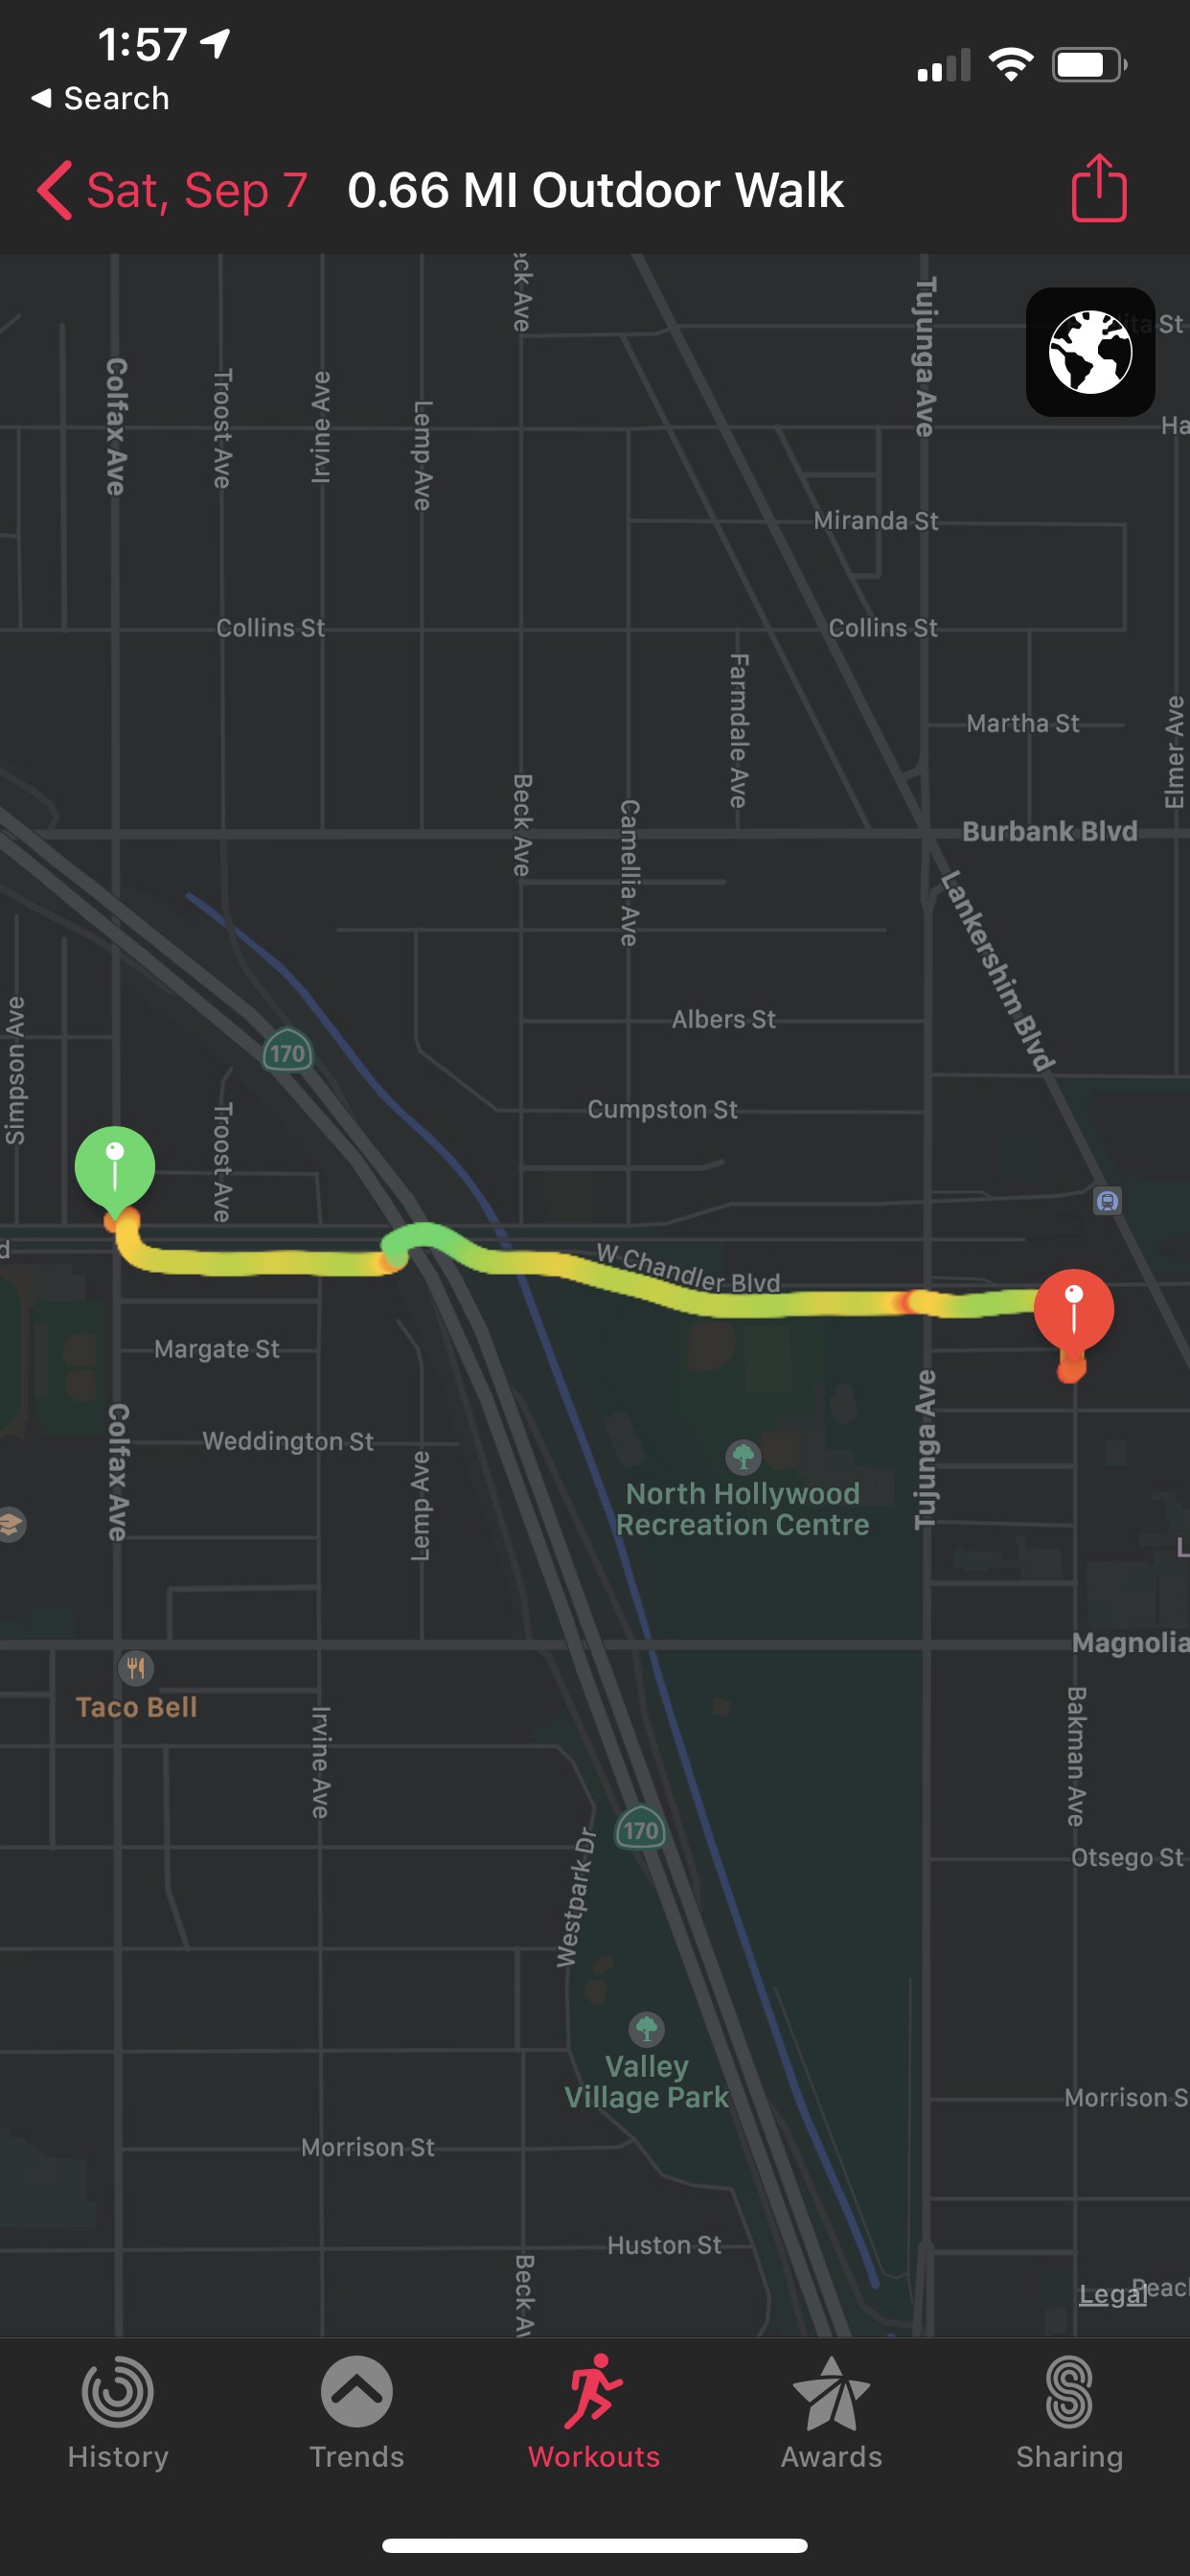 1:57
Search
Sat, Sep 7
0.66 MI Outdoor Walk
Tujunga Ave
St
Colfax Ave
Troost Ave
Irvine Ave
Lemp Ave
Miranda St
Collins St
Collins St
Farmdale Ave
Martha St
Elmer Ave
Beck Ave
Camellia Ave
Burbank Blvd
Lankershim Blvd
Simpson Ave
170
Albers St
Troost Ave
Cumpston St
W Chandler Blvd
Margate St
Colfax Ave
Weddington St
Lemp Ave
Tujunga Ave
North Hollywood
Recreation Centre
Magnolia
Taco Bell
Irvine Ave
Bakman Ave
170
Westpark Dr
Otsego St
Valley
Village Park
Morrison S
Morrison St
Huston St
Beck Av
Legal
Peac
History
Trends
Workouts
Awards
Sharing